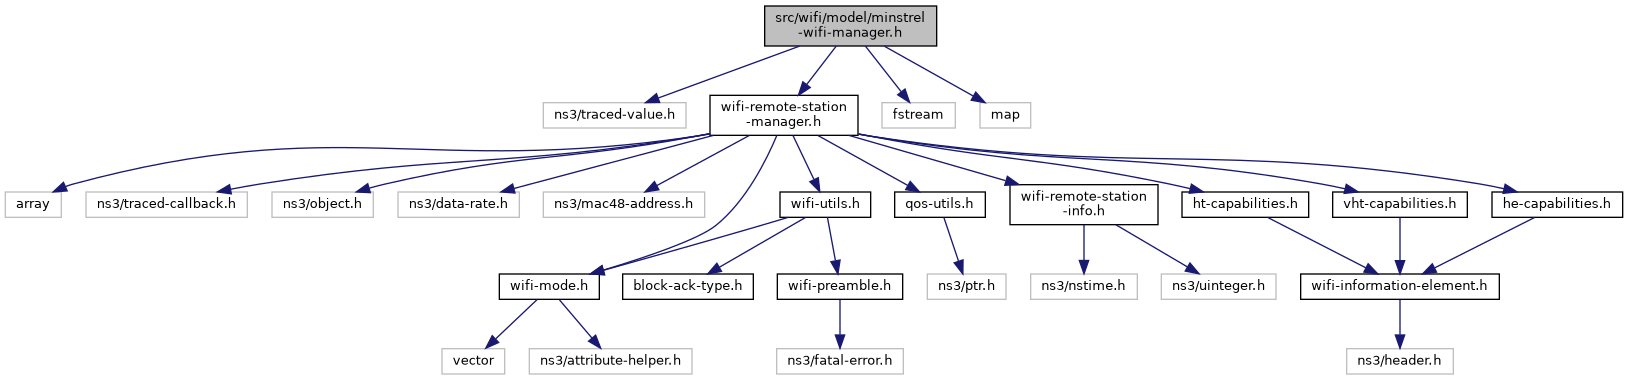 src/wifi/model/minstrel
-wifi-manager.h
ns3/traced-value.h
wifi-remote-station
-manager.h
fstream
map
array
ns3/traced-callback.h
ns3/object.h
ns3/data-rate.h
ns3/mac48-address.h
wifi-utils.h
qos-utils.h
wifi-remote-station
-info.h
ht-capabilities.h
vht-capabilities.h
he-capabilities.h
wifi-mode.h
block-ack-type.h
wifi-preamble.h
ns3/ptr.h
ns3/nstime.h
ns3/uinteger.h
wifi-information-element.h
vector
ns3/attribute-helper.h
ns3/fatal-error.h
ns3/header.h